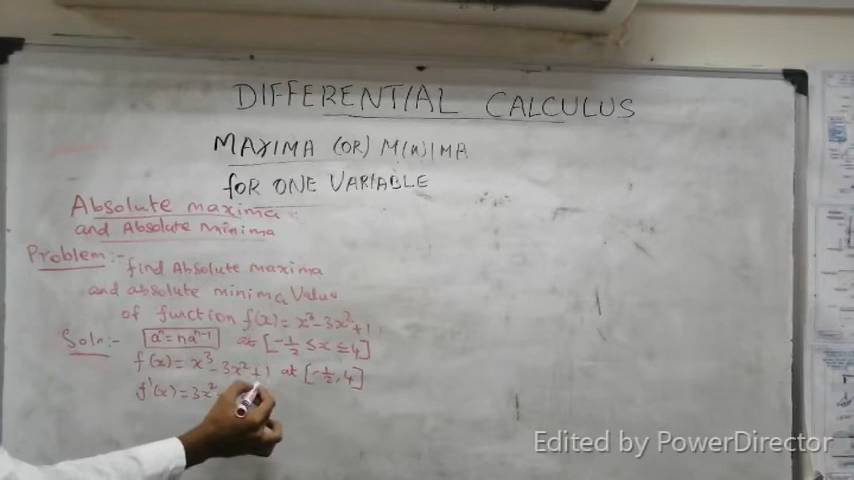 DIFFERENTIAL CALCULUS
MAXIMA (OR) MINIMA
fOR ONE VARIABLE
Absolute maxima
and Absolute Minima
Problem:- find Absolute maxima
and absolute minima Value
of function f(x)= x³-3x²+1
Soln:- aⁿ=naⁿ⁻¹ at [-1/2 ≤ x ≤ 4]
f(x)= x³-3x²+1 at [-1/2, 4]
f'(x)=3x²
Edited by PowerDirector